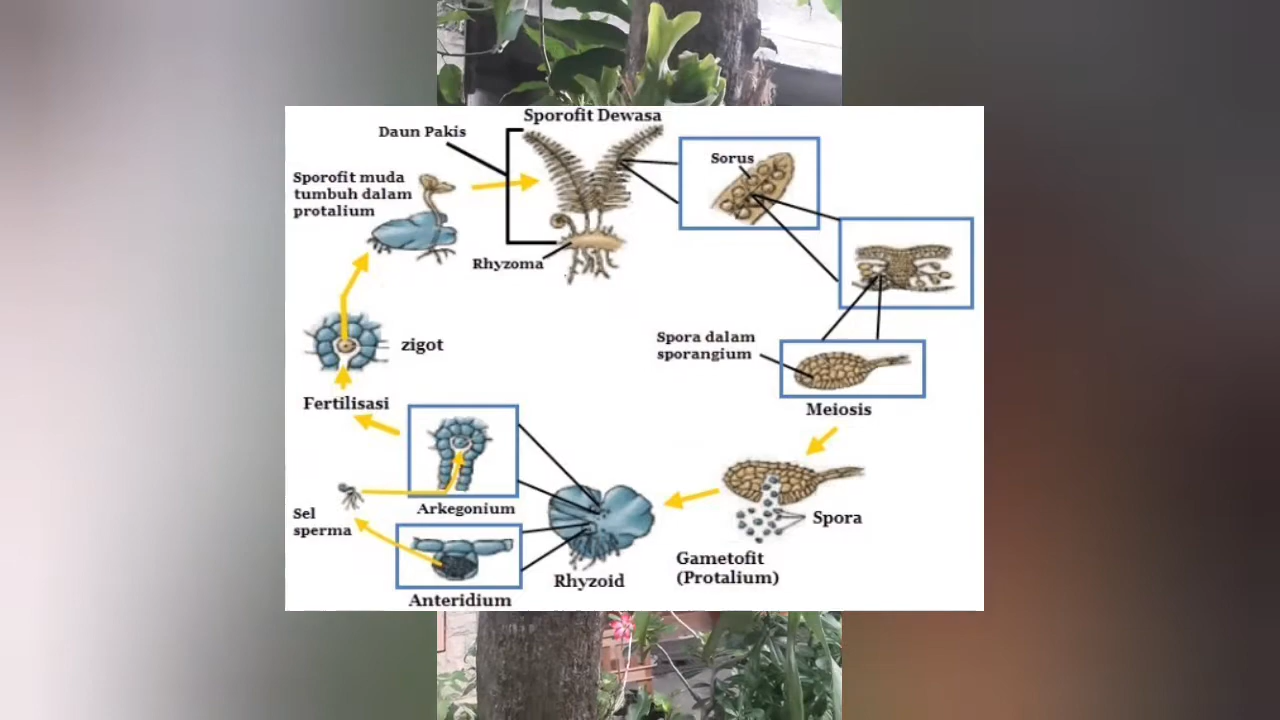 Sporofit Dewasa
Daun Pakis
Sorus
Sporofit muda
tumbuh dalam
protalium
Rhyzoma
Spora dalam
sporangium
zigot
Fertilisasi
Meiosis
Arkegonium
Sel
sperma
Spora
Gametofit
(Protalium)
Rhyzoid
Anteridium